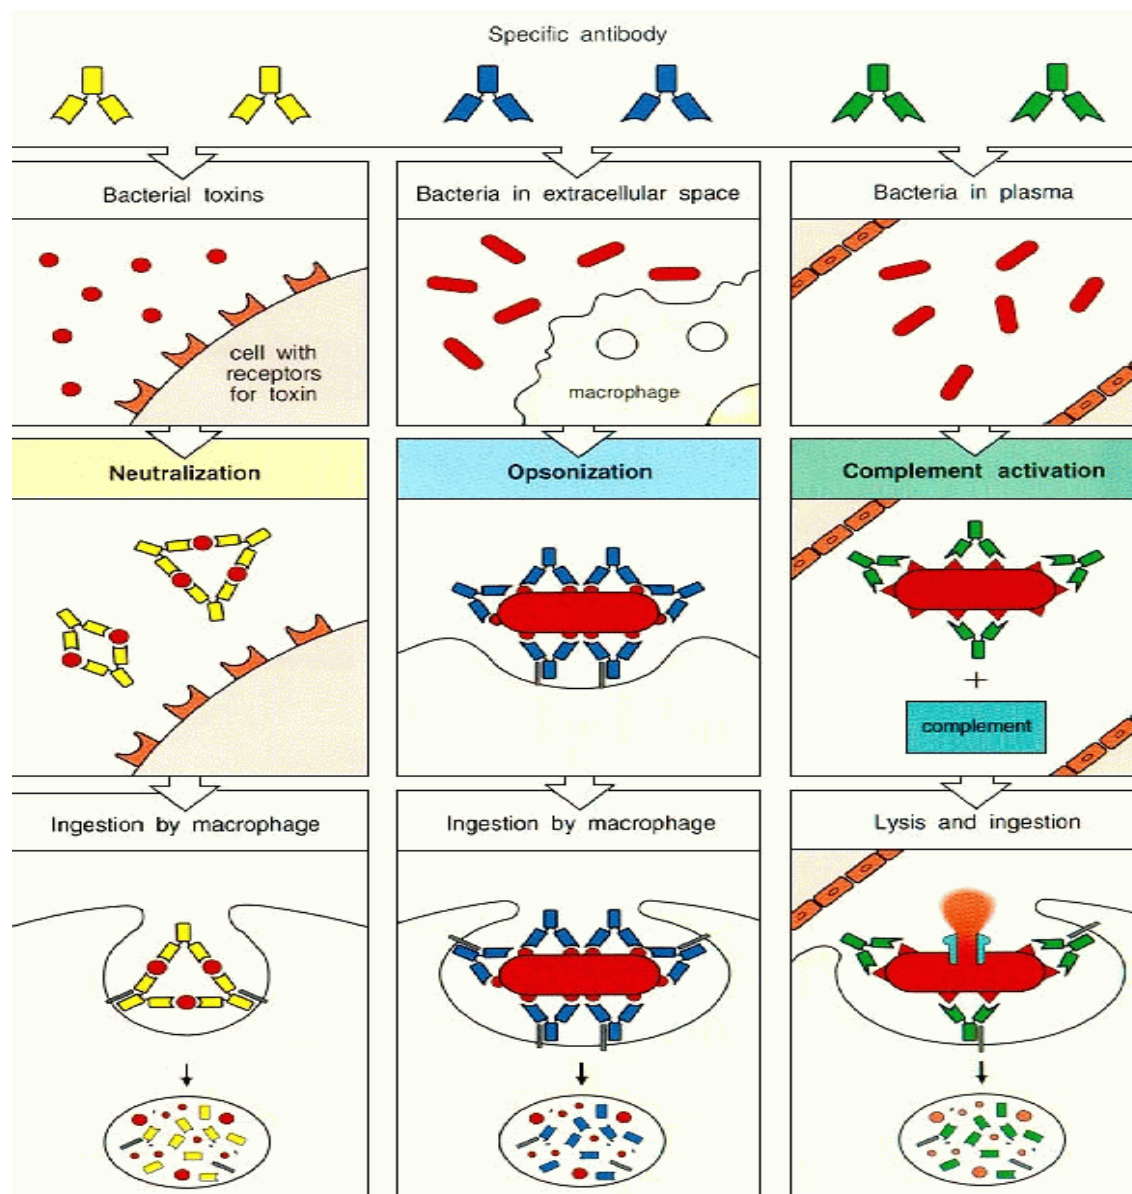 Specific antibody
Bacterial toxins
Bacteria in extracellular space
Bacteria in plasma
cell with
receptors
for toxin
macrophage
Neutralization
Opsonization
Complement activation
+
complement
Ingestion by macrophage
Ingestion by macrophage
Lysis and ingestion